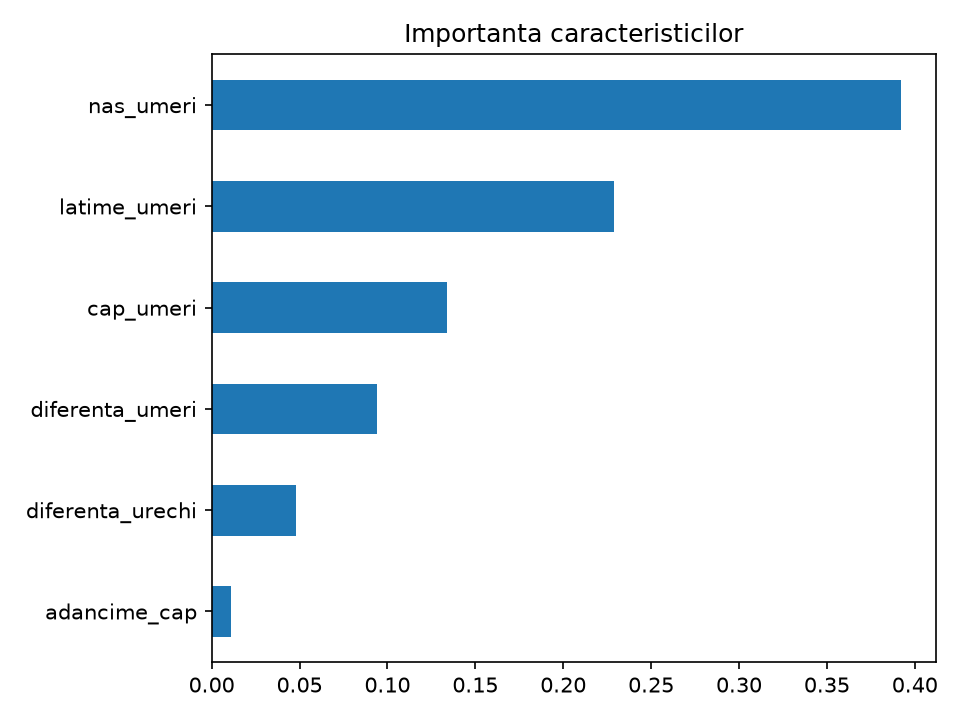 Importanta caracteristicilor
nas_umeri
latime_umeri
cap_umeri
diferenta_umeri
diferenta_urechi
adancime_cap
0.00 0.05 0.10 0.15 0.20 0.25 0.30 0.35 0.40